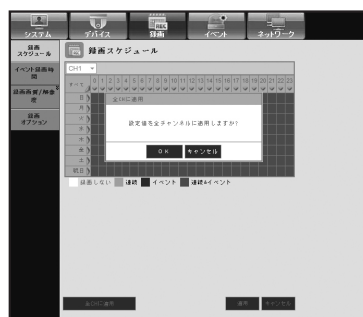 システム
デバイス
REC
録画
イベント
ネットワーク
録画
スケジュール
イベント録画時
間
録画画質/解像
度
録画
オプション
録画スケジュール
CH1
すべて
0 1 2 3 4 5 6 7 8 9 10 11 12 13 14 15 16 17 18 19 20 21 22 23
日
月
火
水
木
金
土
祝日
全CHに適用
設定値を全チャンネルに適用しますか?
OK
キャンセル
録画しない 連続 イベント 連続&イベント
全CHに適用
適用
キャンセル